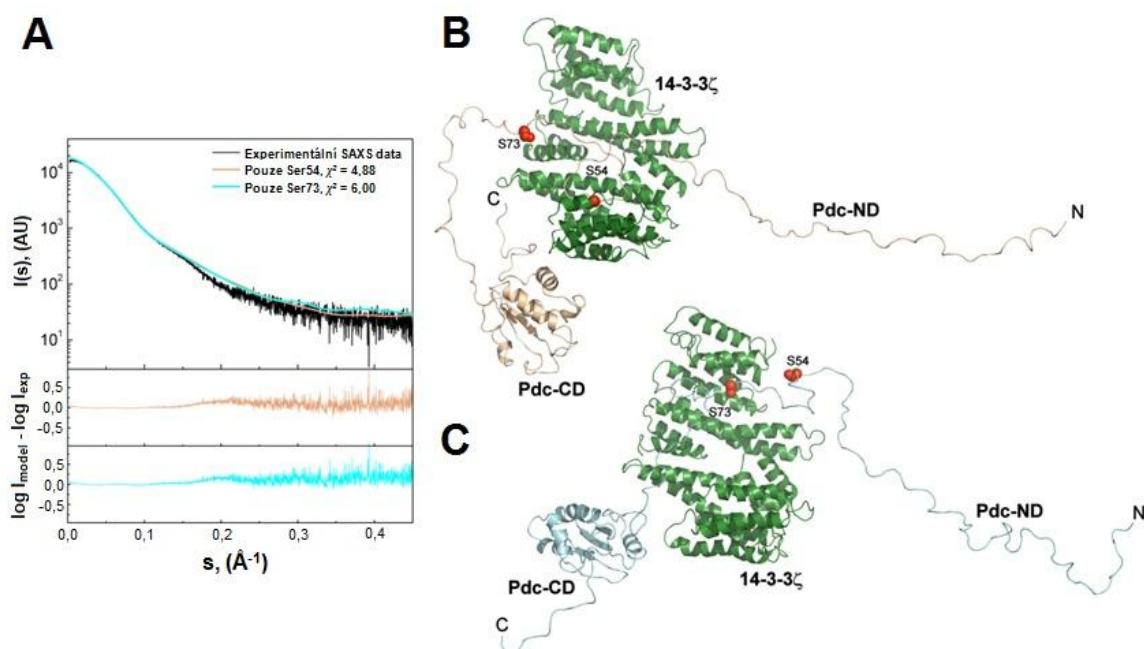 A
Experimentální SAXS data
Pouze Ser54, χ² = 4,88
Pouze Ser73, χ² = 6,00
I(s), (AU)
10⁴
10³
10²
10¹
log I_model - log I_exp
0,5
0,0
-0,5
0,5
0,0
-0,5
0,0 0,1 0,2 0,3 0,4
s, (Å⁻¹)
B
14-3-3ζ
S73
S54
C
Pdc-ND
N
Pdc-CD
C
S54
S73
Pdc-ND
N
Pdc-CD
14-3-3ζ
C